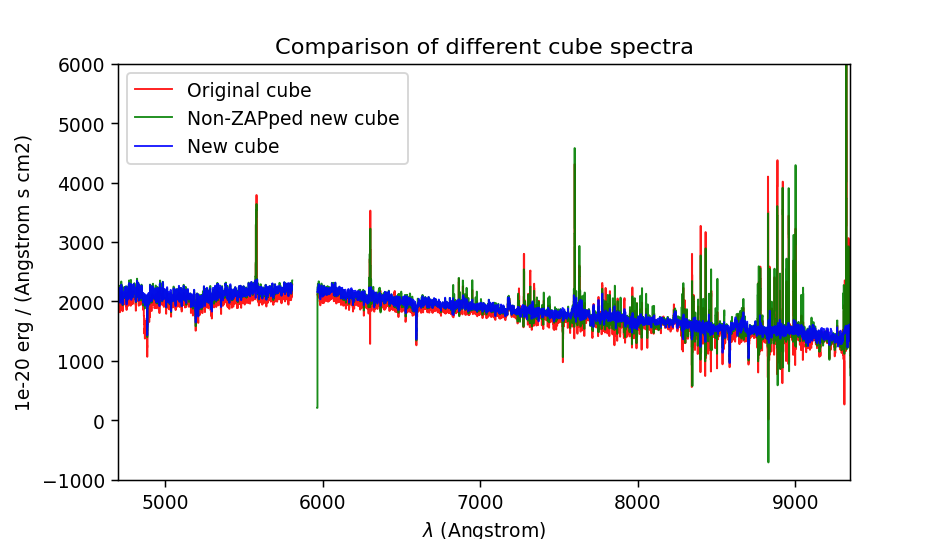 Comparison of different cube spectra
Original cube
Non-ZAPped new cube
New cube
6000
5000
4000
3000
2000
1000
0
−1000
1e-20 erg / (Angstrom s cm2)
5000 6000 7000 8000 9000
λ (Angstrom)